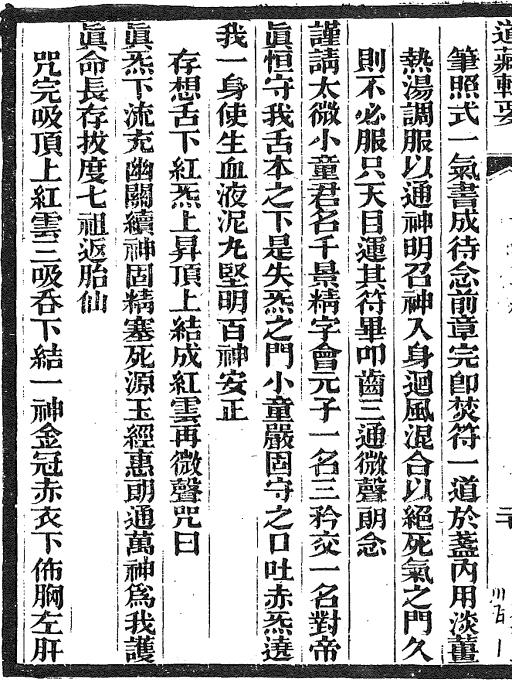 道藏輯要
筆照式一氣書成待念前章完卽焚符一道於盞內用淡薑
熱湯調服以通神明召神入身迴風混合以絕死氣之門久
則不必服只天目運其符畢叩齒三通微聲朗念
謹請太微小童君名千景精字會元子一名三矜交一名對帝
眞恒守我舌本之下是失炁之門小童嚴固守之口吐赤炁遶
我一身使生血液泥丸堅明百神安正
存想舌下紅炁上昇頂上結成紅雲再微聲咒曰
眞炁下流充幽關續神固精塞死源玉經惠朗通萬神爲我護
眞命長存拔度七祖返胎仙
咒完吸頂上紅雲三吸吞下結一神金冠赤衣下佈胸左肝